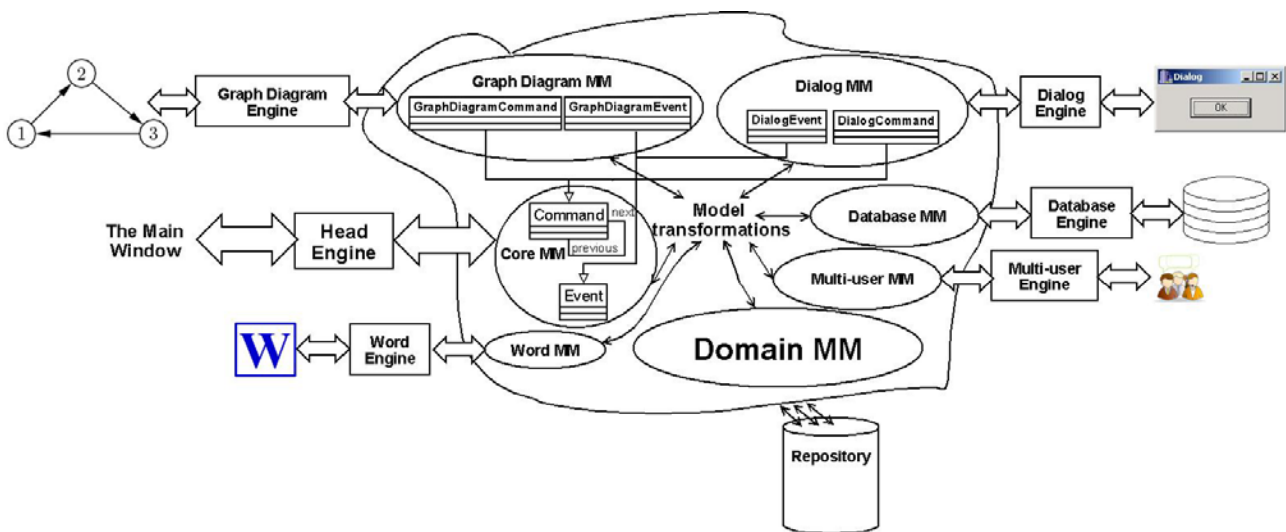 2
1
3
Graph Diagram
Engine
Graph Diagram MM
GraphDiagramCommand
GraphDiagramEvent
Dialog MM
DialogEvent
DialogCommand
Dialog
Engine
Dialog
OK
The Main
Window
Head
Engine
Core MM
Command
next
previous
Event
Model
transformations
Database MM
Database
Engine
Multi-user MM
Multi-user
Engine
W
Word
Engine
Word MM
Domain MM
Repository